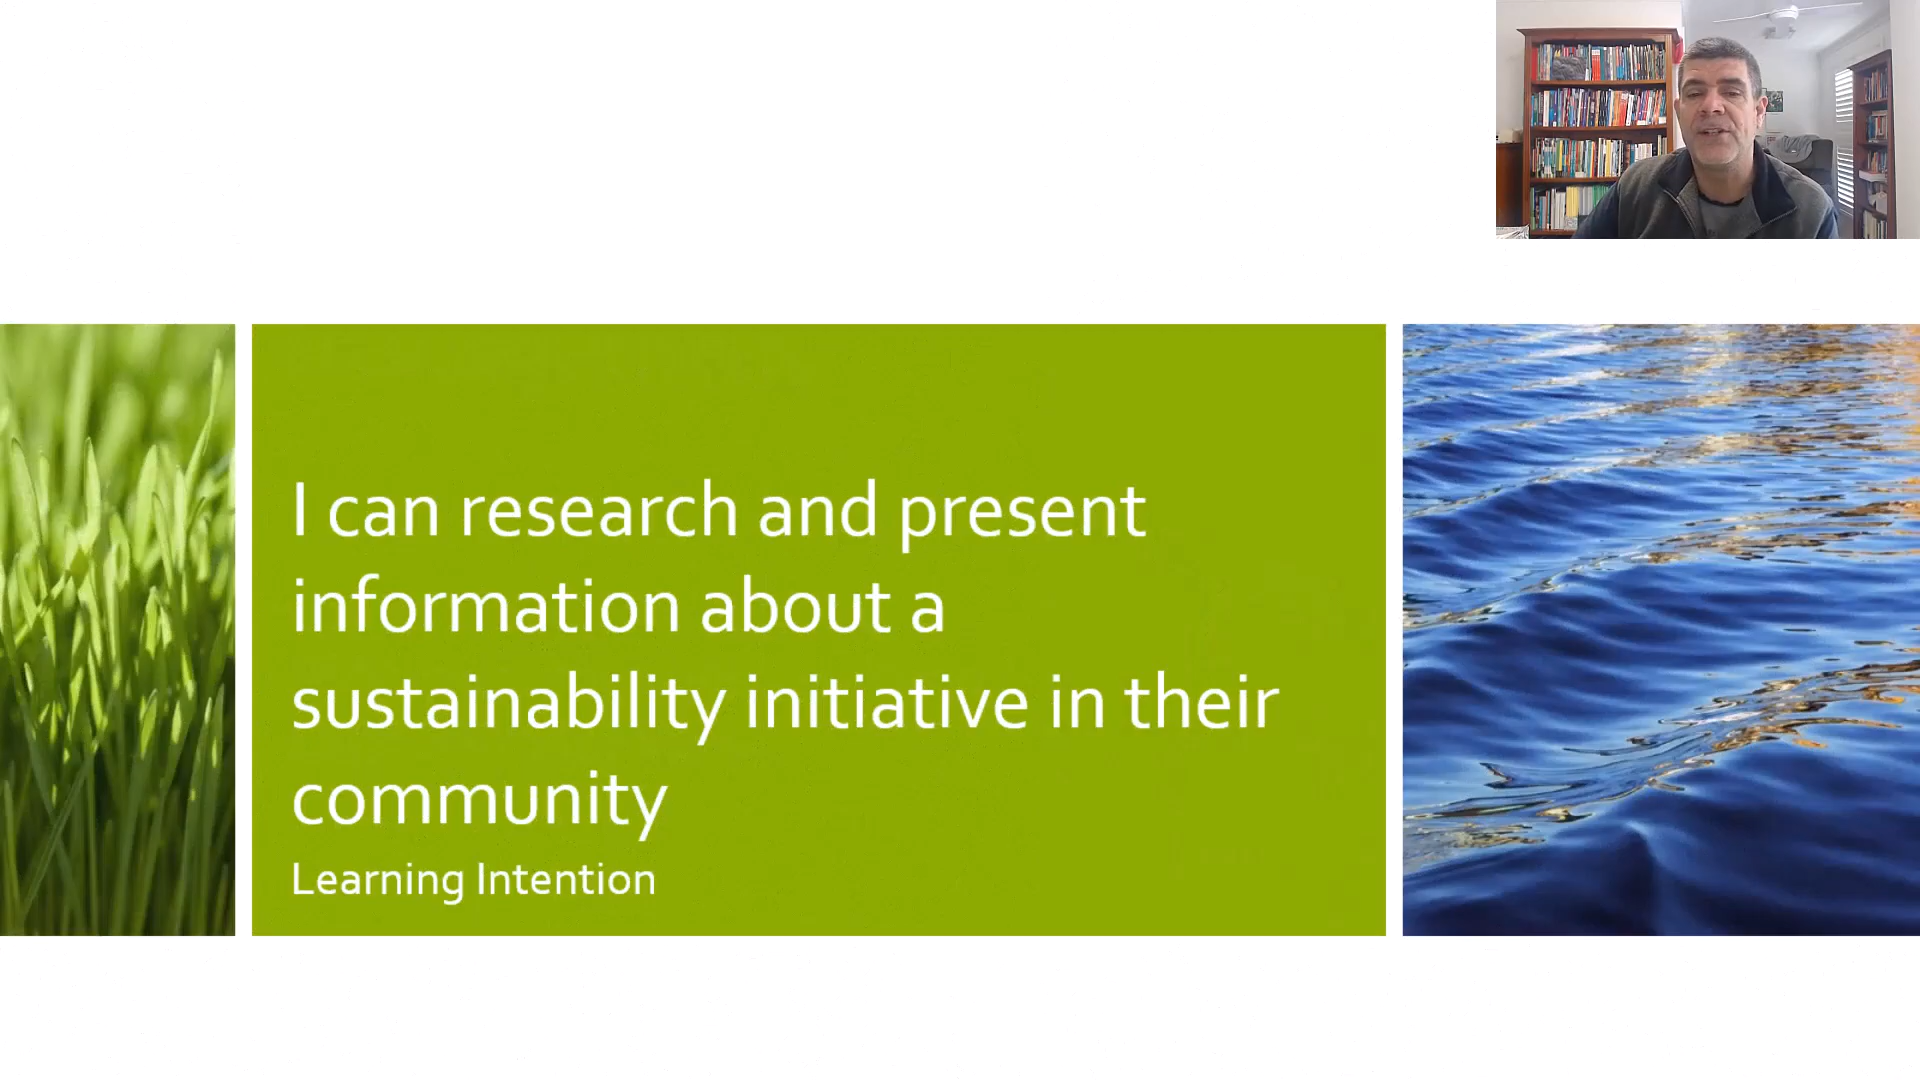 I can research and present
information about a
sustainability initiative in their
community
Learning Intention